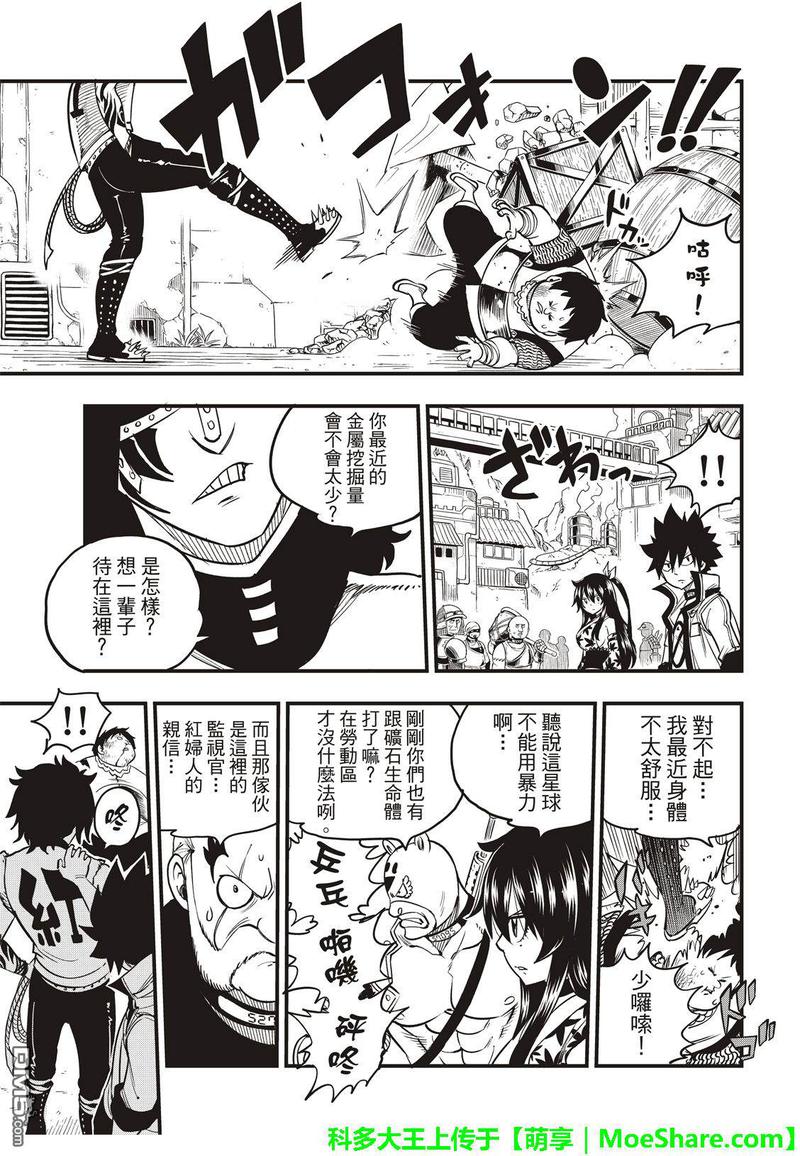 ガコォン!!
ドガ
咕呼!
!!
ざわっ
你最近的
金屬挖掘量
會不會太少?
是怎樣?
想一輩子
待在這裡?
對不起…
我最近身體
不太舒服…
少囉嗦!
ドゴドゴ
聽說這星球
不能用暴力
啊…
剛剛你們也有
跟礦石生命體
打了嘛?
在勞動區
才沒什麼法咧。
乒乓
啪嘰
砰咚
而且那傢伙
是這裡的
監視官…
紅婦人的
親信…
!!
咚
紅
科多大王上传于【萌享 | MoeShare.com】